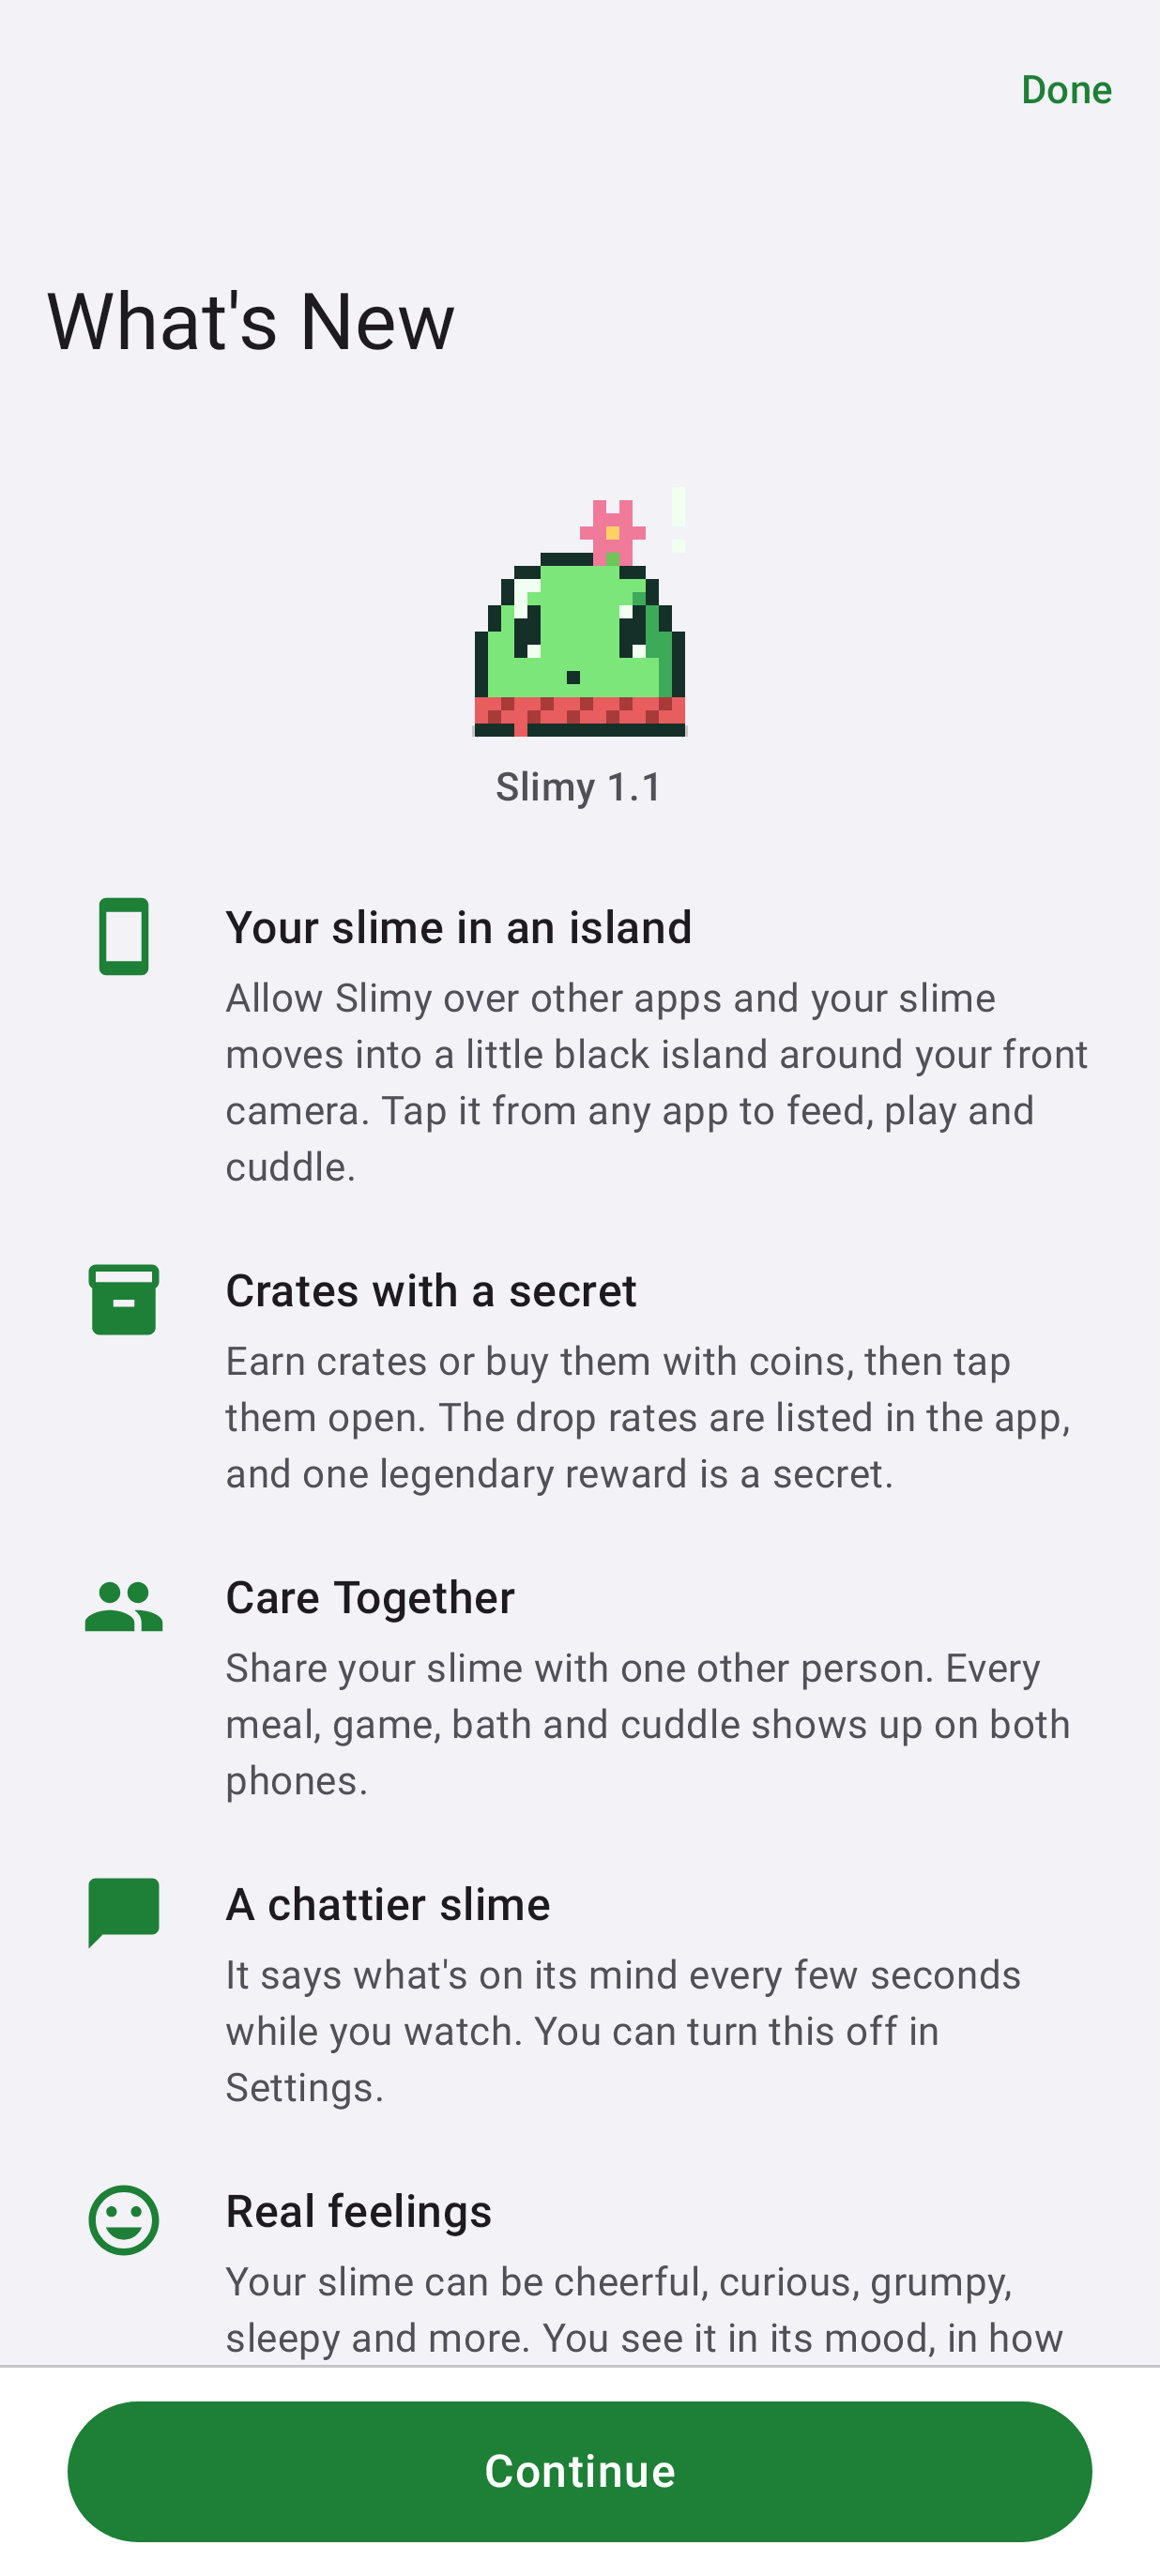 Done
What's New
Slimy 1.1
Your slime in an island
Allow Slimy over other apps and your slime
moves into a little black island around your front
camera. Tap it from any app to feed, play and
cuddle.
Crates with a secret
Earn crates or buy them with coins, then tap
them open. The drop rates are listed in the app,
and one legendary reward is a secret.
Care Together
Share your slime with one other person. Every
meal, game, bath and cuddle shows up on both
phones.
A chattier slime
It says what's on its mind every few seconds
while you watch. You can turn this off in
Settings.
Real feelings
Your slime can be cheerful, curious, grumpy,
sleepy and more. You see it in its mood, in how
Continue